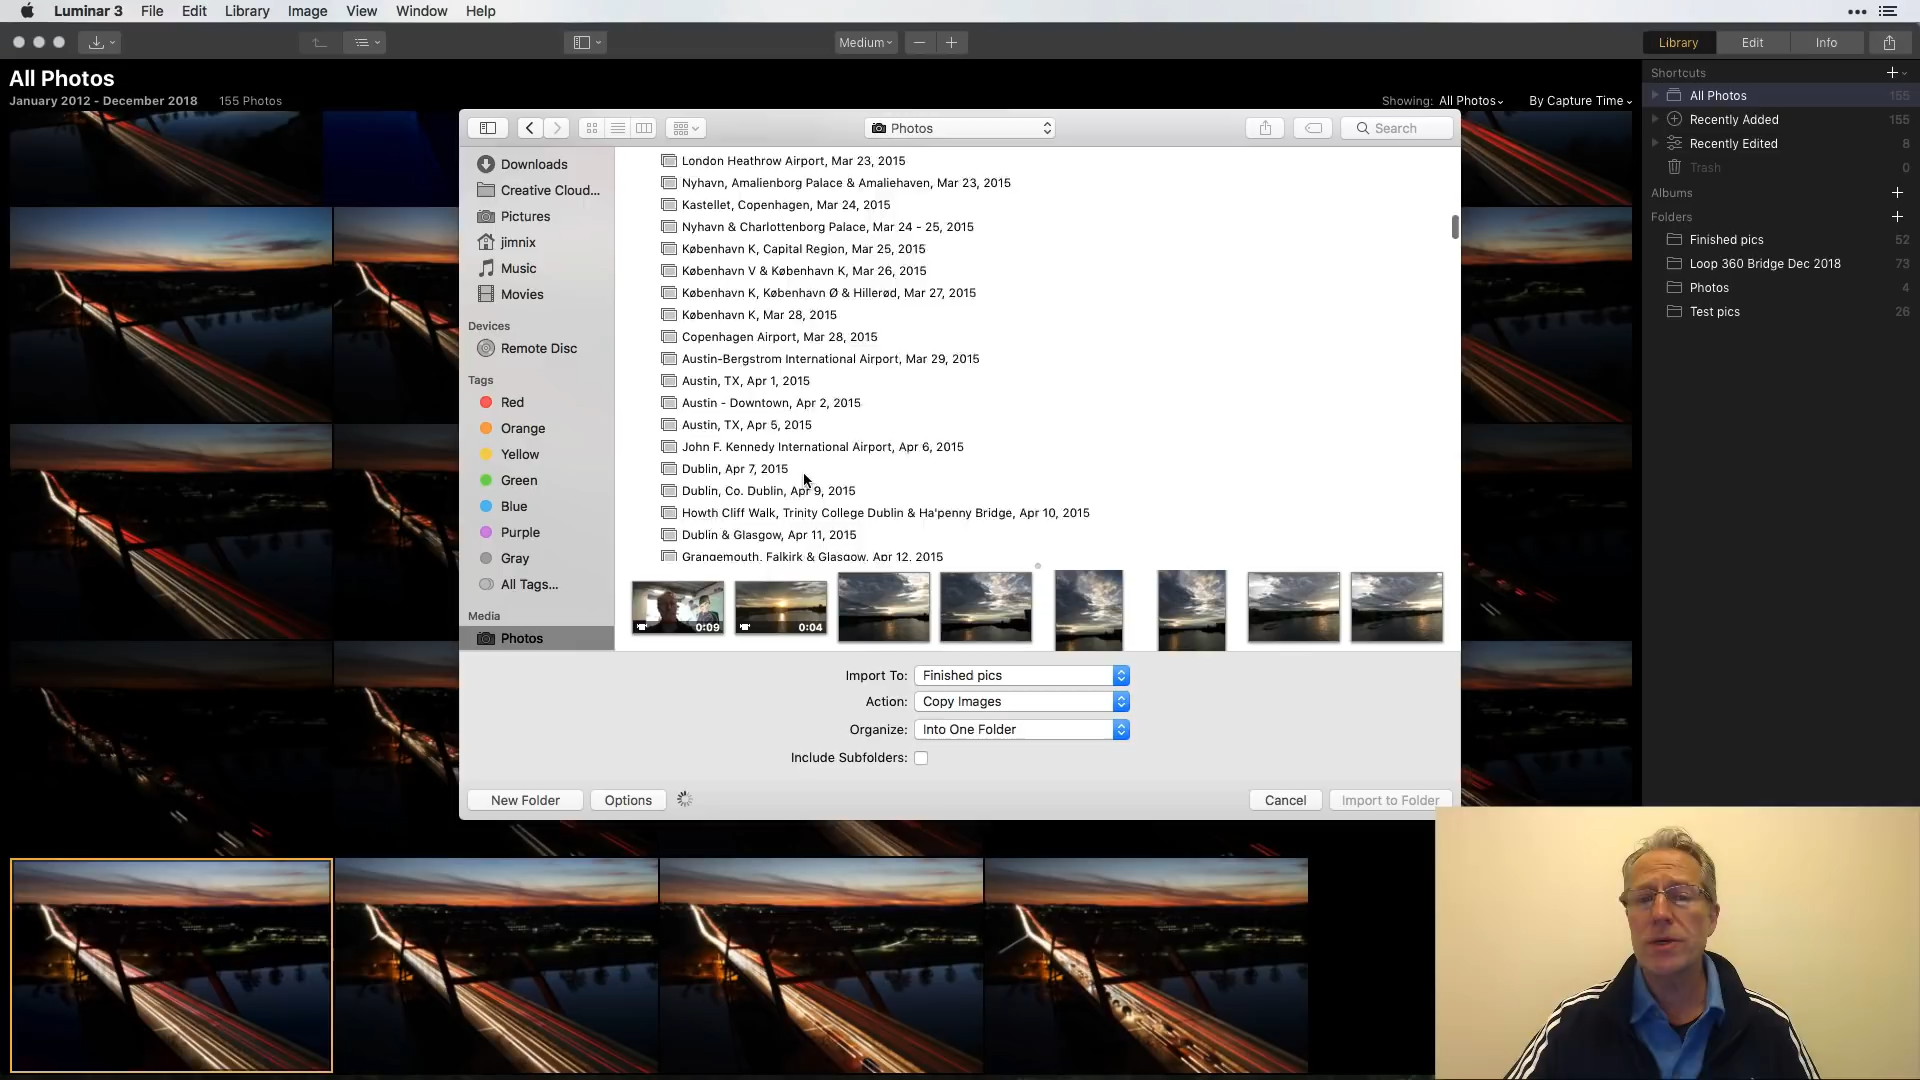 Luminar 3 File Edit Library Image View Window Help
Medium
Library Edit Info
All Photos
January 2012 - December 2018 155 Photos
Showing: All Photos By Capture Time
Shortcuts
All Photos 155
Recently Added 155
Recently Edited 8
Trash 0
Albums
Folders
Finished pics 52
Loop 360 Bridge Dec 2018 73
Photos 4
Test pics 26
Photos
Search
Downloads
Creative Cloud...
Pictures
jimnix
Music
Movies
Devices
Remote Disc
Tags
Red
Orange
Yellow
Green
Blue
Purple
Gray
All Tags...
Media
Photos
London Heathrow Airport, Mar 23, 2015
Nyhavn, Amalienborg Palace & Amaliehaven, Mar 23, 2015
Kastellet, Copenhagen, Mar 24, 2015
Nyhavn & Charlottenborg Palace, Mar 24 - 25, 2015
København K, Capital Region, Mar 25, 2015
København V & København K, Mar 26, 2015
København K, København Ø & Hillerød, Mar 27, 2015
København K, Mar 28, 2015
Copenhagen Airport, Mar 28, 2015
Austin-Bergstrom International Airport, Mar 29, 2015
Austin, TX, Apr 1, 2015
Austin - Downtown, Apr 2, 2015
Austin, TX, Apr 5, 2015
John F. Kennedy International Airport, Apr 6, 2015
Dublin, Apr 7, 2015
Dublin, Co. Dublin, Apr 9, 2015
Howth Cliff Walk, Trinity College Dublin & Ha'penny Bridge, Apr 10, 2015
Dublin & Glasgow, Apr 11, 2015
Grangemouth, Falkirk & Glasgow, Apr 12, 2015
0:09 0:04
Import To: Finished pics
Action: Copy Images
Organize: Into One Folder
Include Subfolders:
New Folder Options Cancel Import to Folder